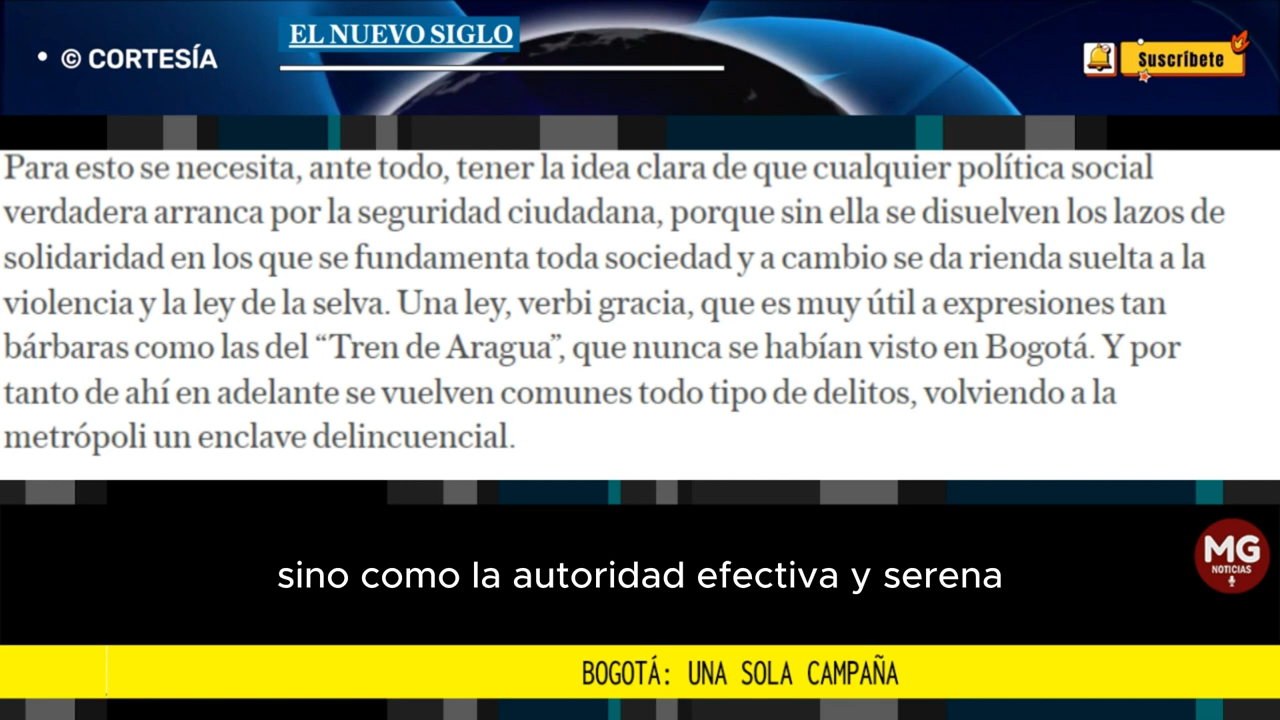 • © CORTESÍA
EL NUEVO SIGLO
Suscríbete
Para esto se necesita, ante todo, tener la idea clara de que cualquier política social
verdadera arranca por la seguridad ciudadana, porque sin ella se disuelven los lazos de
solidaridad en los que se fundamenta toda sociedad y a cambio se da rienda suelta a la
violencia y la ley de la selva. Una ley, verbi gracia, que es muy útil a expresiones tan
bárbaras como las del “Tren de Aragua”, que nunca se habían visto en Bogotá. Y por
tanto de ahí en adelante se vuelven comunes todo tipo de delitos, volviendo a la
metrópoli un enclave delincuencial.
sino como la autoridad efectiva y serena
MG
NOTICIAS
BOGOTÁ: UNA SOLA CAMPAÑA